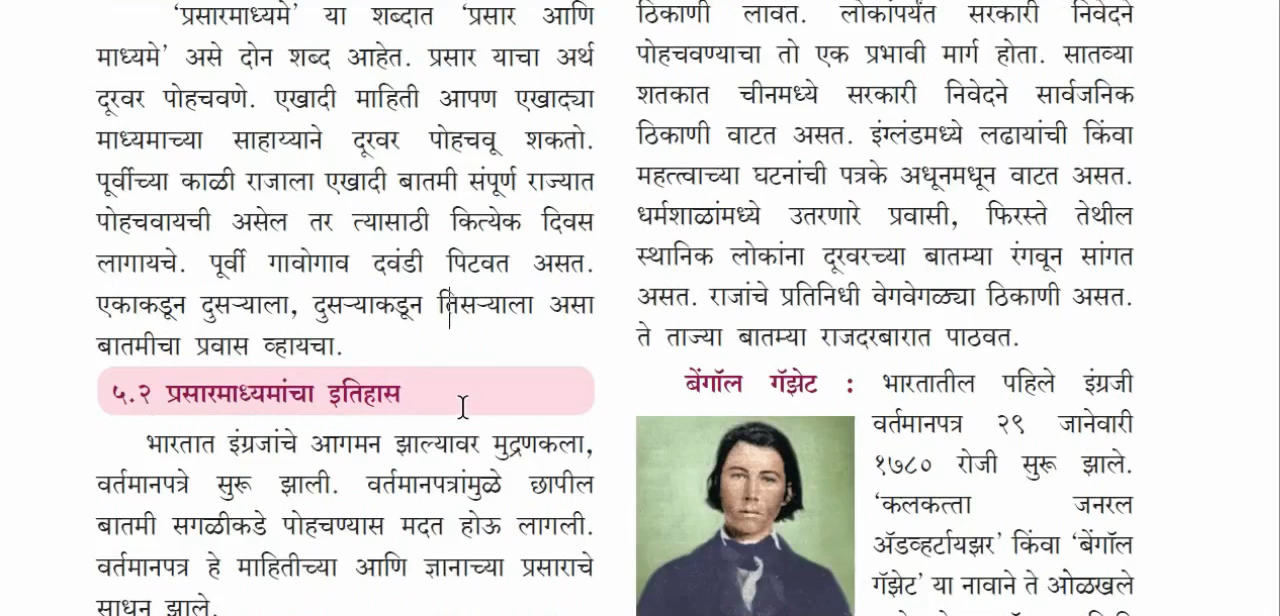 ‘प्रसारमाध्यमे’ या शब्दात ‘प्रसार आणि
माध्यमे’ असे दोन शब्द आहेत. प्रसार याचा अर्थ
दूरवर पोहचवणे. एखादी माहिती आपण एखाद्या
माध्यमाच्या साहाय्याने दूरवर पोहचवू शकतो.
पूर्वीच्या काळी राजाला एखादी बातमी संपूर्ण राज्यात
पोहचवायची असेल तर त्यासाठी कित्येक दिवस
लागायचे. पूर्वी गावोगाव दवंडी पिटवत असत.
एकाकडून दुसऱ्याला, दुसऱ्याकडून तिसऱ्याला असा
बातमीचा प्रवास व्हायचा.
५.२ प्रसारमाध्यमांचा इतिहास
भारतात इंग्रजांचे आगमन झाल्यावर मुद्रणकला,
वर्तमानपत्रे सुरू झाली. वर्तमानपत्रांमुळे छापील
बातमी सगळीकडे पोहचण्यास मदत होऊ लागली.
वर्तमानपत्र हे माहितीच्या आणि ज्ञानाच्या प्रसाराचे
साधन झाले.
ठिकाणी लावत. लोकांपर्यंत सरकारी निवेदने
पोहचवण्याचा तो एक प्रभावी मार्ग होता. सातव्या
शतकात चीनमध्ये सरकारी निवेदने सार्वजनिक
ठिकाणी वाटत असत. इंग्लंडमध्ये लढायांची किंवा
महत्त्वाच्या घटनांची पत्रके अधूनमधून वाटत असत.
धर्मशाळांमध्ये उतरणारे प्रवासी, फिरस्ते तेथील
स्थानिक लोकांना दूरवरच्या बातम्या रंगवून सांगत
असत. राजांचे प्रतिनिधी वेगवेगळ्या ठिकाणी असत.
ते ताज्या बातम्या राजदरबारात पाठवत.
बेंगॉल गॅझेट : भारतातील पहिले इंग्रजी
वर्तमानपत्र २९ जानेवारी
१७८० रोजी सुरू झाले.
‘कलकत्ता जनरल
ॲडव्हर्टायझर’ किंवा ‘बेंगॉल
गॅझेट’ या नावाने ते ओळखले